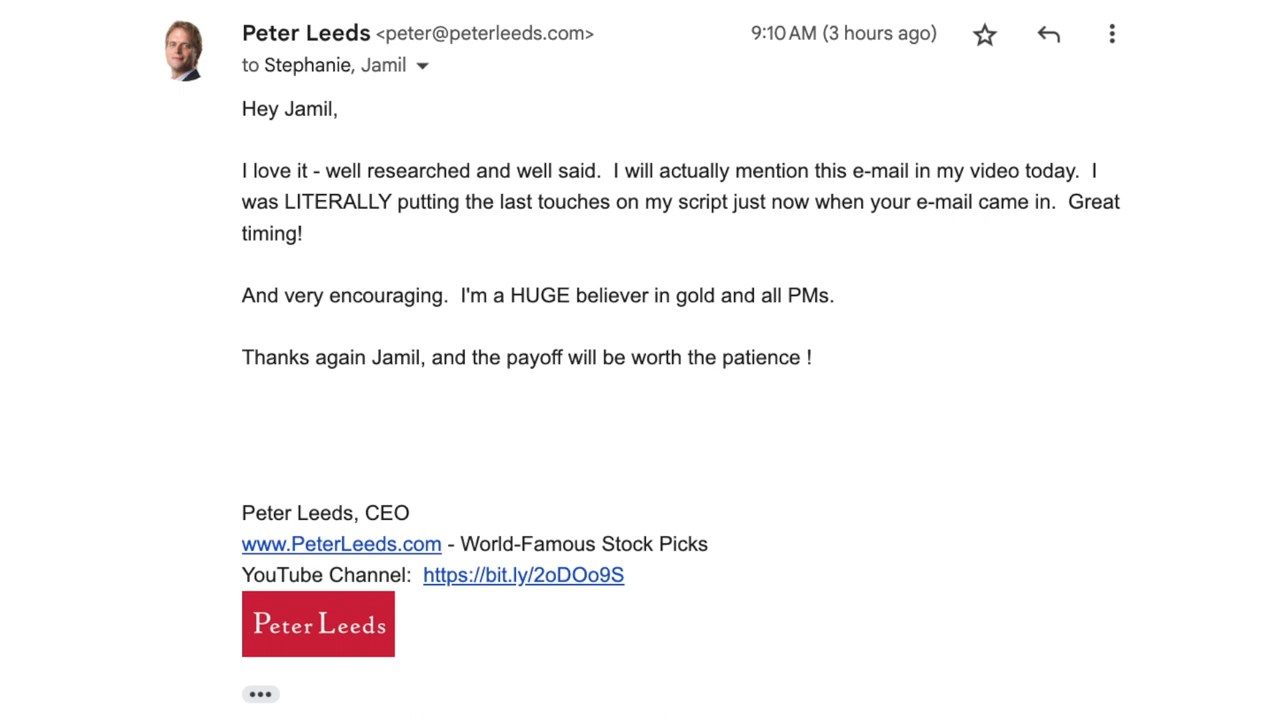 Peter Leeds <peter@peterleeds.com> 9:10 AM (3 hours ago)
to Stephanie, Jamil
Hey Jamil,
I love it - well researched and well said.  I will actually mention this e-mail in my video today.  I
was LITERALLY putting the last touches on my script just now when your e-mail came in.  Great
timing!
And very encouraging.  I'm a HUGE believer in gold and all PMs.
Thanks again Jamil, and the payoff will be worth the patience !
Peter Leeds, CEO
www.PeterLeeds.com - World-Famous Stock Picks
YouTube Channel:  https://bit.ly/2oDOo9S
Peter Leeds